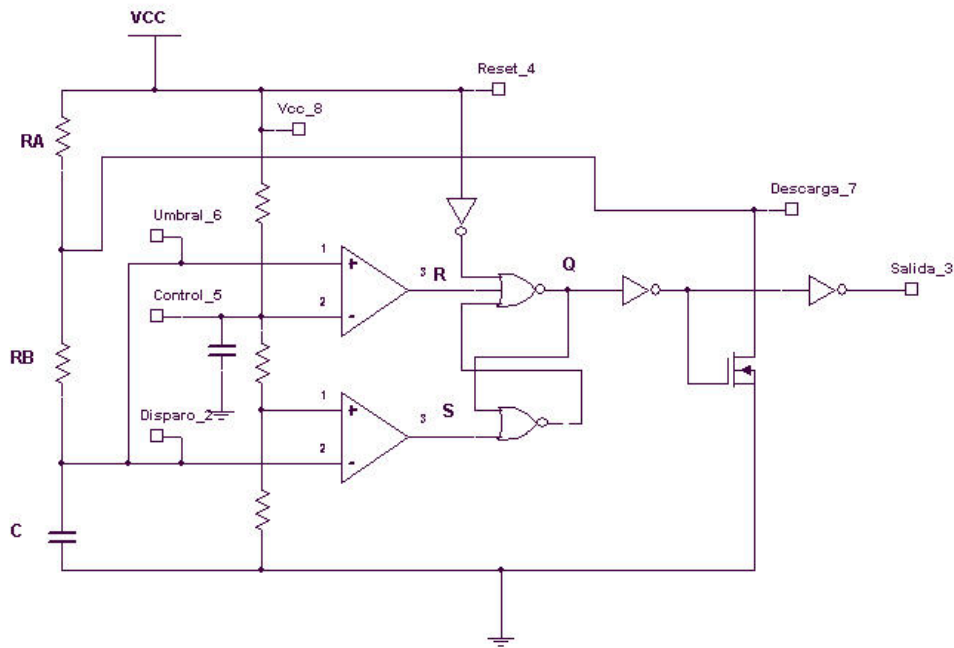 VCC
Reset_4
Vcc_8
RA
Descarga_7
Umbral_6
1
+
3
R
Q
Salida_3
Control_5
2
-
RB
Disparo_2
1
+
3
S
2
-
C